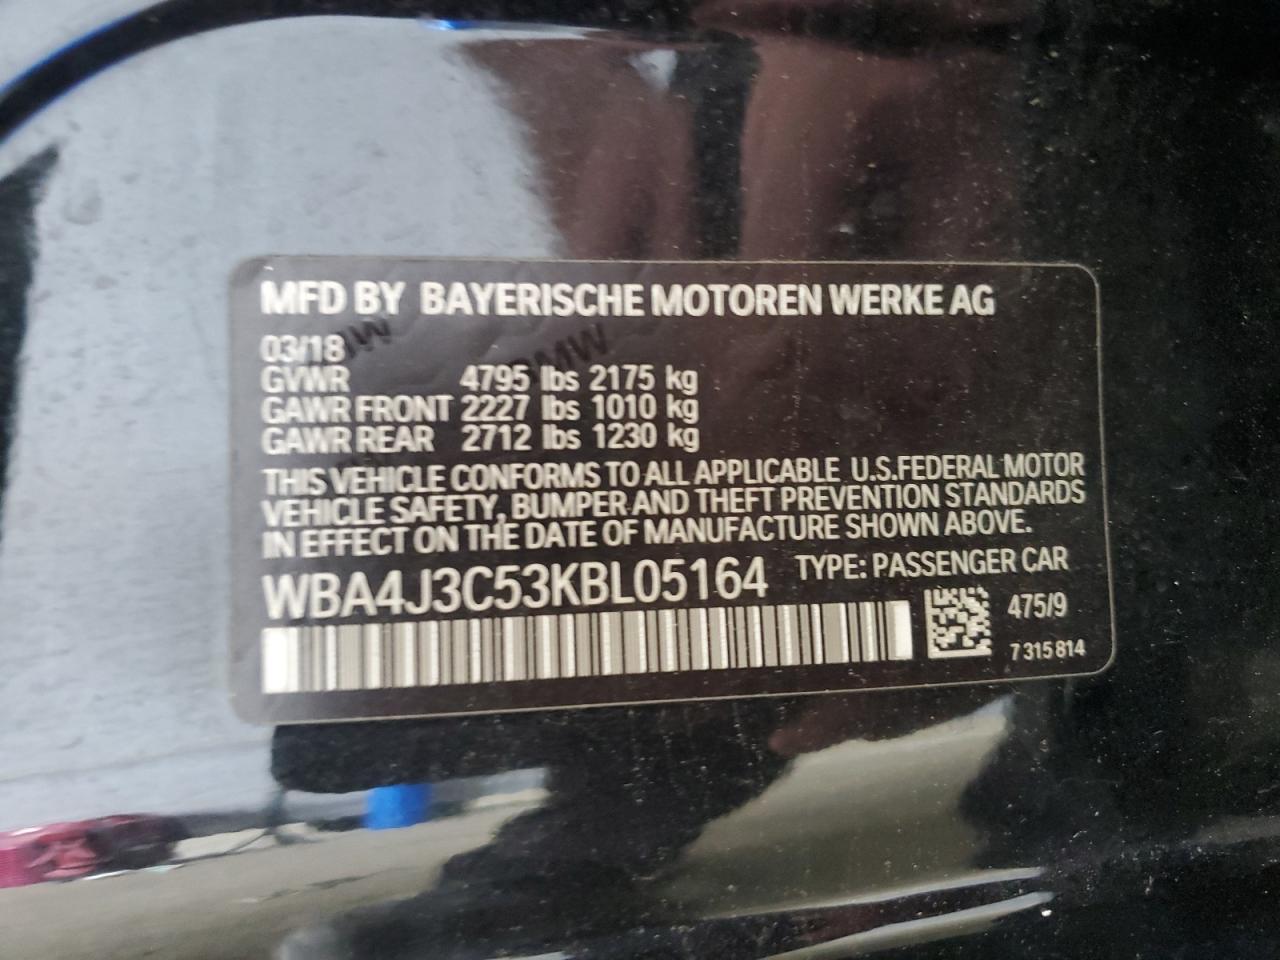 MFD BY BAYERISCHE MOTOREN WERKE AG
03/18
GVWR 4795 lbs 2175 kg
GAWR FRONT 2227 lbs 1010 kg
GAWR REAR 2712 lbs 1230 kg
THIS VEHICLE CONFORMS TO ALL APPLICABLE U.S.FEDERAL MOTOR
VEHICLE SAFETY, BUMPER AND THEFT PREVENTION STANDARDS
IN EFFECT ON THE DATE OF MANUFACTURE SHOWN ABOVE.
WBA4J3C53KBL05164 TYPE: PASSENGER CAR
475/9
7 315 814
BMW